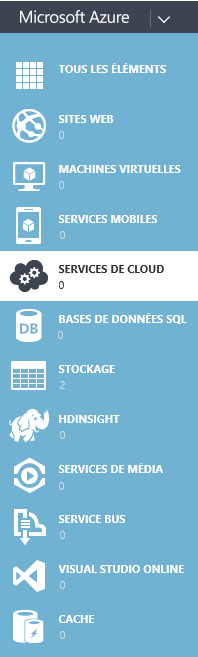 Microsoft Azure
TOUS LES ÉLÉMENTS
SITES WEB
0
MACHINES VIRTUELLES
0
SERVICES MOBILES
0
SERVICES DE CLOUD
0
DB
BASES DE DONNÉES SQL
0
STOCKAGE
2
HDINSIGHT
0
SERVICES DE MÉDIA
0
SERVICE BUS
0
VISUAL STUDIO ONLINE
0
CACHE
0